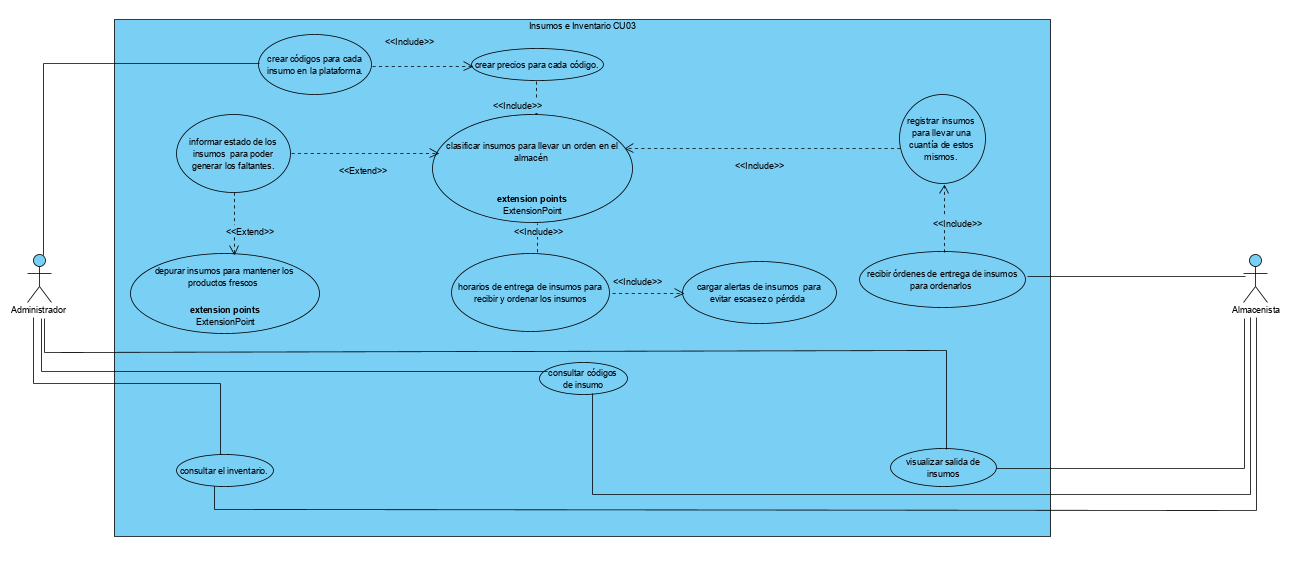 Insumos e Inventario CU03
crear códigos para cada
insumo en la plataforma.
<<Include>>
crear precios para cada código.
<<Include>>
informar estado de los
insumos para poder
generar los faltantes.
<<Extend>>
clasificar insumos para llevar un orden en el
almacén
extension points
ExtensionPoint
<<Include>>
registrar insumos
para llevar una
cuantía de estos
mismos.
<<Extend>>
<<Include>>
<<Include>>
depurar insumos para mantener los
productos frescos
extension points
ExtensionPoint
horarios de entrega de insumos para
recibir y ordenar los insumos
<<Include>>
cargar alertas de insumos para
evitar escasez o pérdida
recibir órdenes de entrega de insumos
para ordenarlos
Administrador
Almacenista
consultar códigos
de insumo
consultar el inventario.
visualizar salida de
insumos